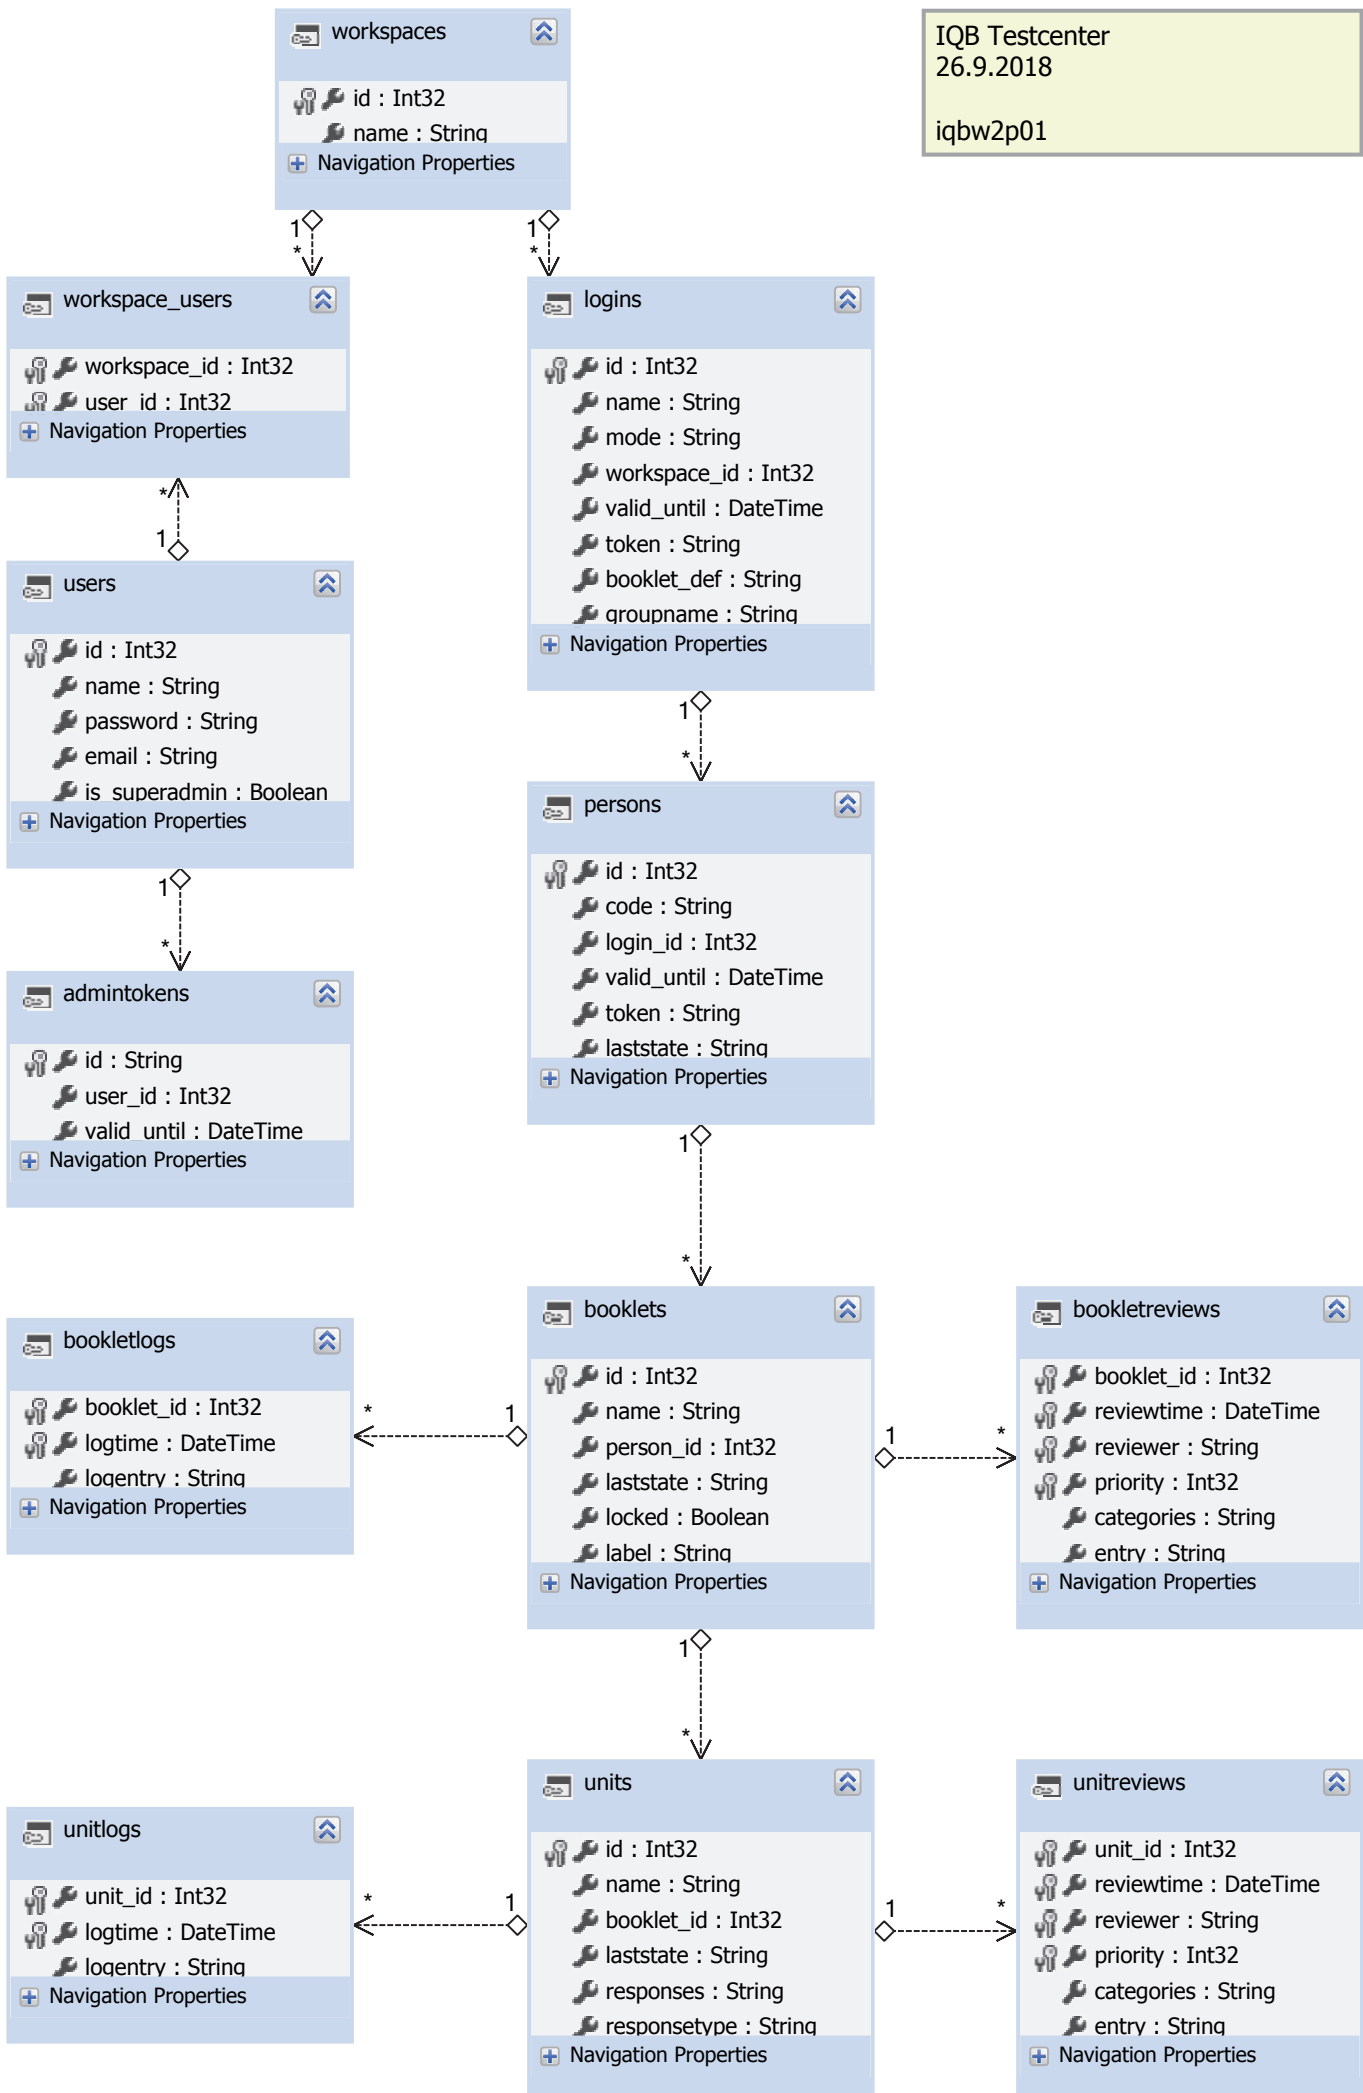 workspaces
id : Int32
name : String
Navigation Properties
IQB Testcenter
26.9.2018
iqbw2p01
1
*
1
*
workspace_users
workspace_id : Int32
user_id : Int32
Navigation Properties
*
1
users
id : Int32
name : String
password : String
email : String
is_superadmin : Boolean
Navigation Properties
1
*
admintokens
id : String
user_id : Int32
valid_until : DateTime
Navigation Properties
logins
id : Int32
name : String
mode : String
workspace_id : Int32
valid_until : DateTime
token : String
booklet_def : String
groupname : String
Navigation Properties
1
*
persons
id : Int32
code : String
login_id : Int32
valid_until : DateTime
token : String
laststate : String
Navigation Properties
1
*
bookletlogs
booklet_id : Int32
logtime : DateTime
logentry : String
Navigation Properties
*
1
booklets
id : Int32
name : String
person_id : Int32
laststate : String
locked : Boolean
label : String
Navigation Properties
1
*
bookletreviews
booklet_id : Int32
reviewtime : DateTime
reviewer : String
priority : Int32
categories : String
entry : String
Navigation Properties
1
*
unitlogs
unit_id : Int32
logtime : DateTime
logentry : String
Navigation Properties
*
1
units
id : Int32
name : String
booklet_id : Int32
laststate : String
responses : String
responsetype : String
Navigation Properties
1
*
unitreviews
unit_id : Int32
reviewtime : DateTime
reviewer : String
priority : Int32
categories : String
entry : String
Navigation Properties